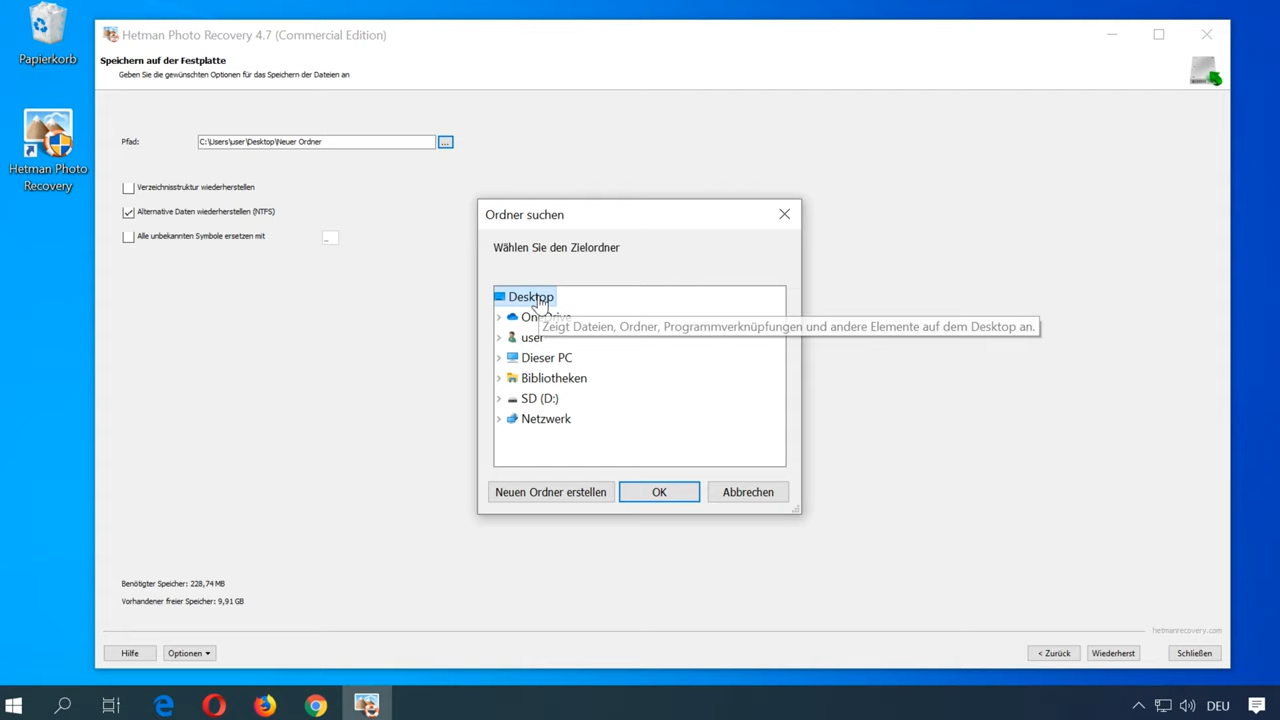 Papierkorb
Hetman Photo
Recovery
Hetman Photo Recovery 4.7 (Commercial Edition)
Speichern auf der Festplatte
Geben Sie die gewünschten Optionen für das Speichern der Dateien an
Pfad:
C:\Users\user\Desktop\Neuer Ordner
...
Verzeichnisstruktur wiederherstellen
Alternative Daten wiederherstellen (NTFS)
Alle unbekannten Symbole ersetzen mit
_
Ordner suchen
Wählen Sie den Zielordner
Desktop
Zeigt Dateien, Ordner, Programmverknüpfungen und andere Elemente auf dem Desktop an.
user
Dieser PC
Bibliotheken
SD (D:)
Netzwerk
Neuen Ordner erstellen
OK
Abbrechen
Benötigter Speicher: 228,74 MB
Vorhandener freier Speicher: 9,91 GB
hetmanrecovery.com
Hilfe
Optionen
< Zurück
Wiederherst
Schließen
DEU